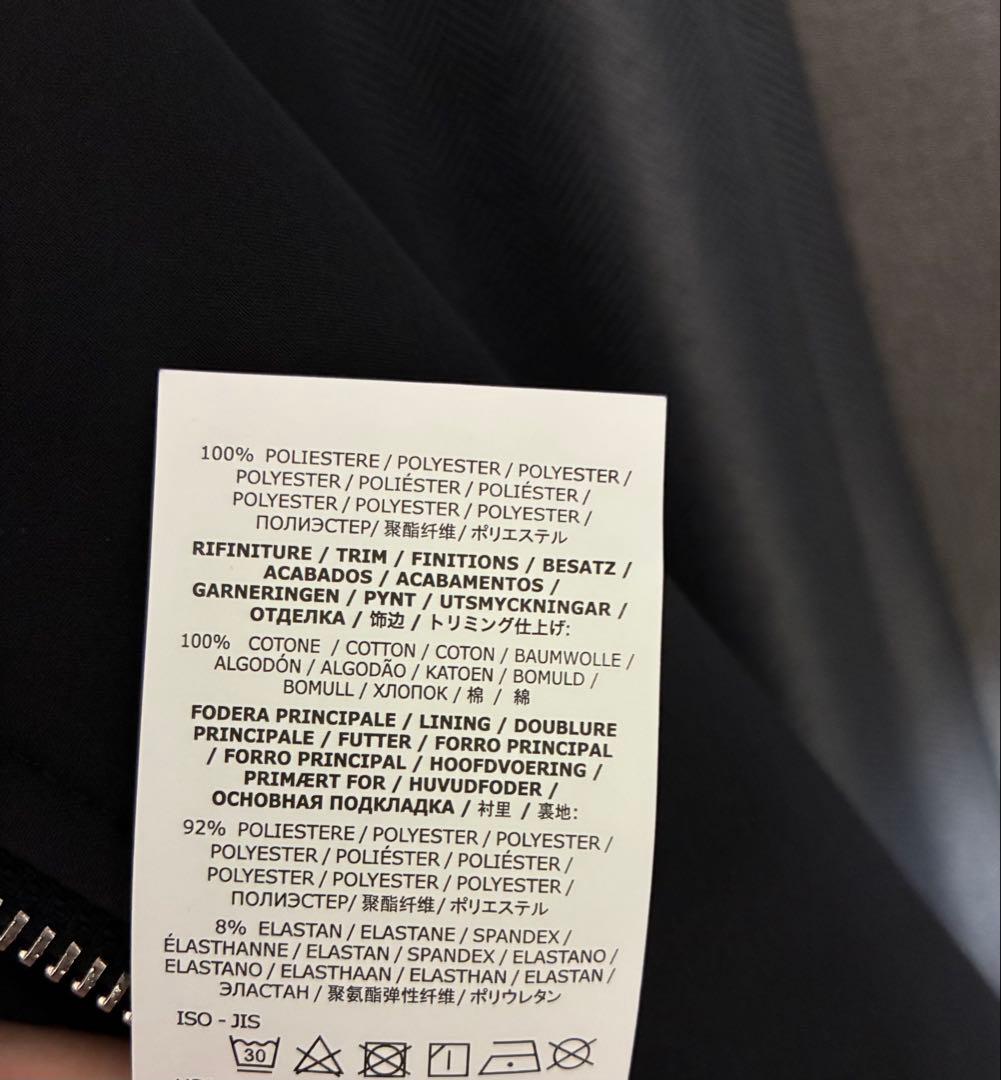 100% POLIESTERE / POLYESTER / POLYESTER /
POLYESTER / POLIÉSTER / POLIÉSTER /
POLYESTER / POLYESTER / POLYESTER /
ПОЛИЭСТЕР/ 聚酯纤维/ ポリエステル
RIFINITURE / TRIM / FINITIONS / BESATZ /
ACABADOS / ACABAMENTOS /
GARNERINGEN / PYNT / UTSMYCKNINGAR /
ОТДЕЛКА / 饰边 / トリミング仕上げ:
100% COTONE / COTTON / COTON / BAUMWOLLE /
ALGODÓN / ALGODÃO / KATOEN / BOMULD /
BOMULL / ХЛОПОК / 棉 / 綿
FODERA PRINCIPALE / LINING / DOUBLURE
PRINCIPALE / FUTTER / FORRO PRINCIPAL
/ FORRO PRINCIPAL / HOOFDVOERING /
PRIMÆRT FOR / HUVUDFODER /
ОСНОВНАЯ ПОДКЛАДКА / 衬里 / 裏地:
92% POLIESTERE / POLYESTER / POLYESTER /
POLYESTER / POLIÉSTER / POLIÉSTER /
POLYESTER / POLYESTER / POLYESTER /
ПОЛИЭСТЕР/ 聚酯纤维/ ポリエステル
8% ELASTAN / ELASTANE / SPANDEX /
ÉLASTHANNE / ELASTAN / SPANDEX / ELASTANO /
ELASTANO / ELASTHAAN / ELASTHAN / ELASTAN /
ЭЛАСТАН / 聚氨酯弹性纤维 / ポリウレタン
ISO - JIS
30